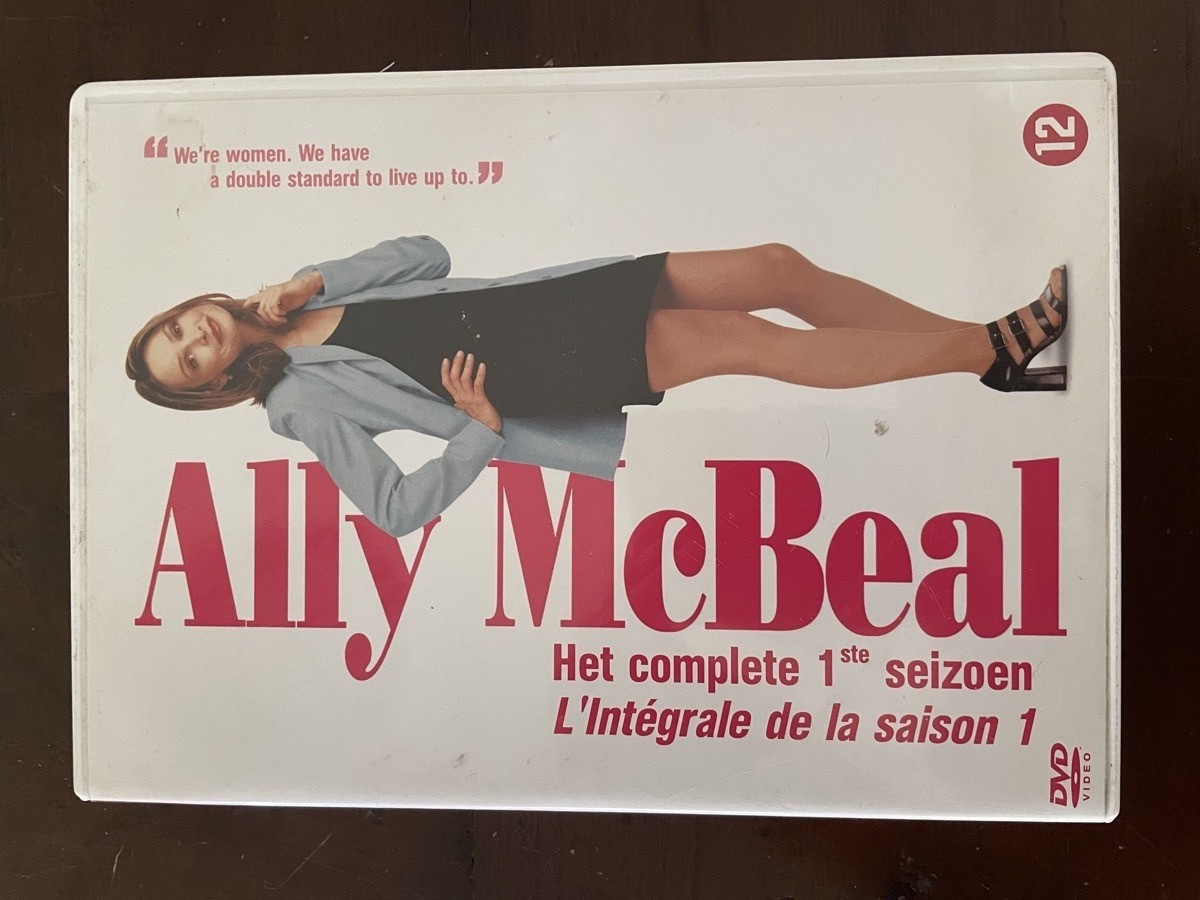 “We're women. We have
a double standard to live up to.”
12
Ally McBeal
Het complete 1ste seizoen
L'Intégrale de la saison 1
DVD
VIDEO